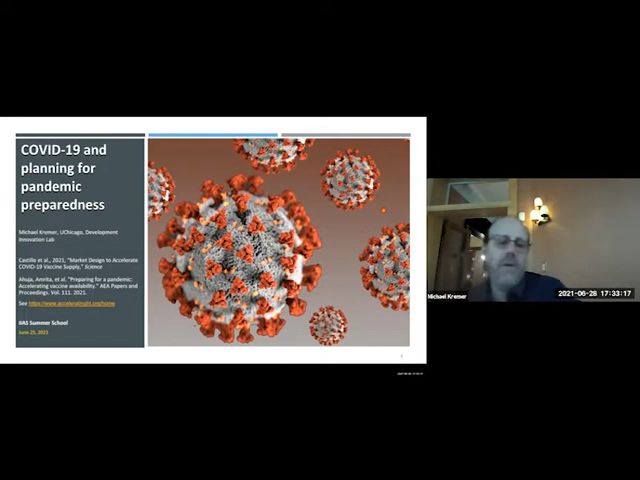 COVID-19 and
planning for
pandemic
preparedness
Michael Kremer, UChicago, Development
Innovation Lab
Castillo et al., 2021, "Market Design to Accelerate
COVID-19 Vaccine Supply," Science
Ahuja, Amrita, et al. "Preparing for a pandemic:
Accelerating vaccine availability." AEA Papers and
Proceedings. Vol. 111. 2021.
See https://www.acceleratinght.org/home
IIAS Summer School
June 25, 2021
1
Michael Kremer
2021-06-28 17:33:17